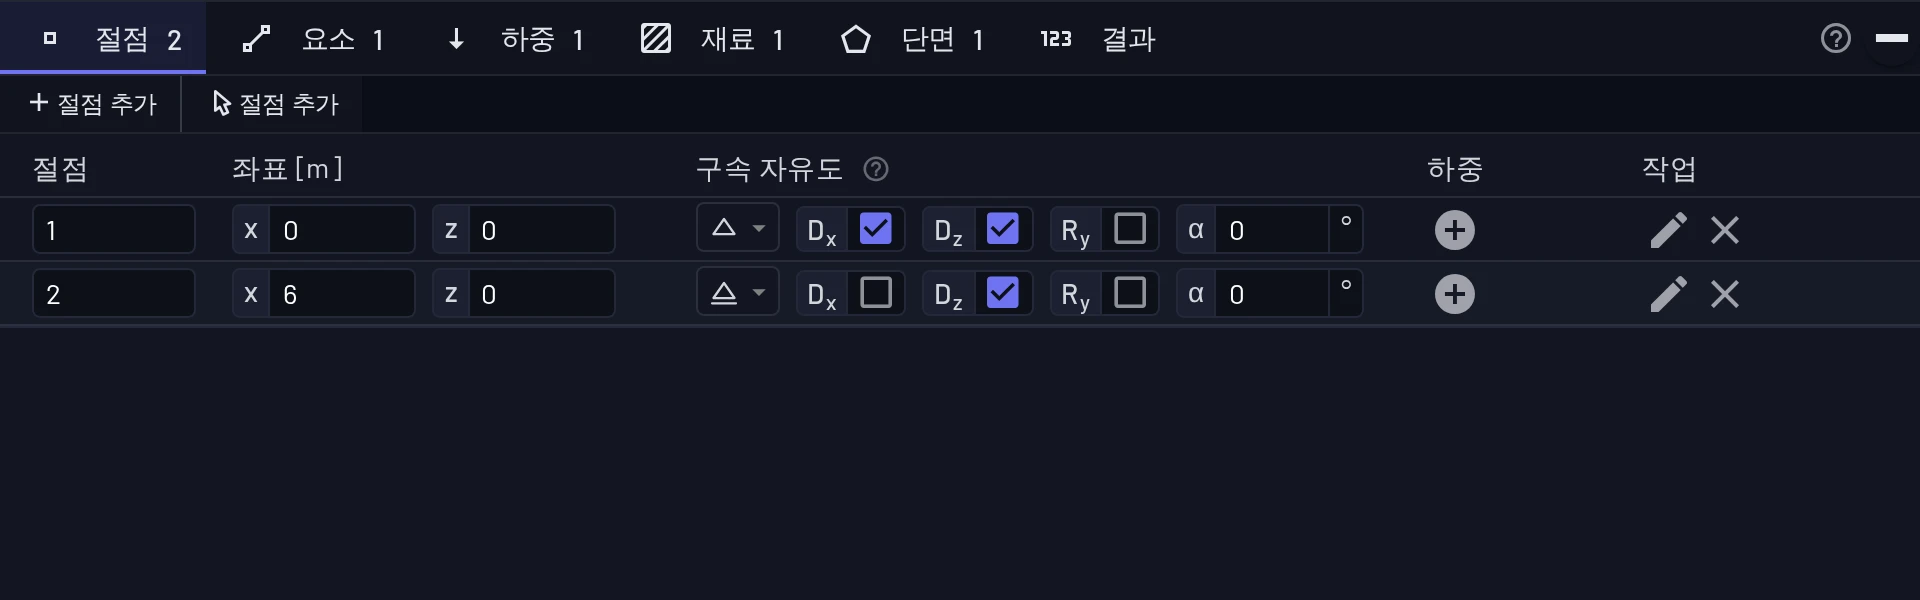 절점 2 요소 1 하중 1 재료 1 단면 1 123 결과
절점 추가 절점 추가
절점 좌표 [m] 구속 자유도 하중 작업
1 x 0 z 0 Dx Dz Ry α 0 °
2 x 6 z 0 Dx Dz Ry α 0 °